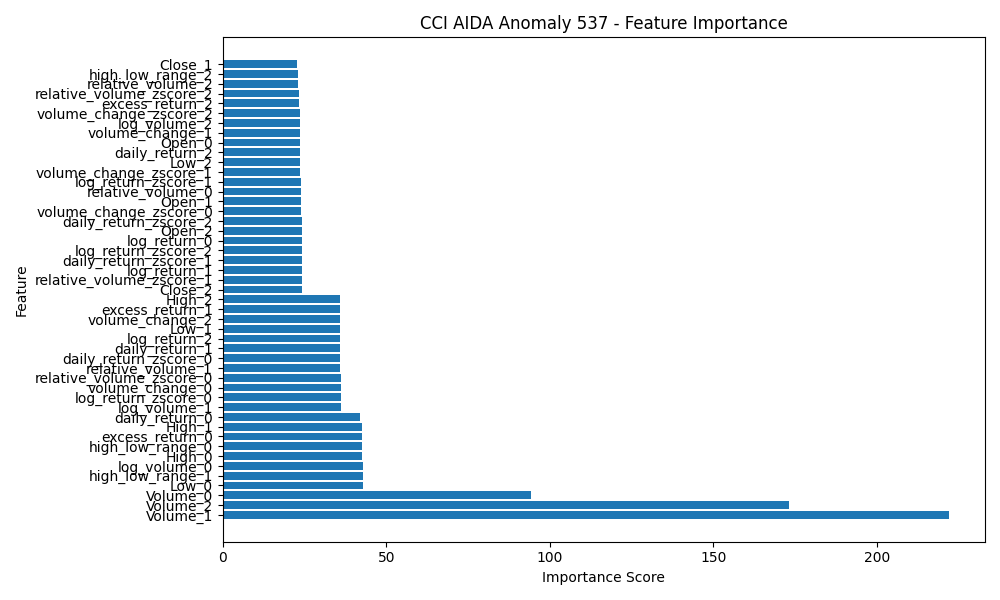 CCI AIDA Anomaly 537 - Feature Importance
Close_1
high_low_range_2
relative_volume_2
relative_volume_zscore_2
excess_return_2
volume_change_zscore_2
log_volume_2
volume_change_1
Open_0
daily_return_2
Low_2
volume_change_zscore_1
log_return_zscore_1
relative_volume_0
Open_1
volume_change_zscore_0
daily_return_zscore_2
Open_2
log_return_0
log_return_zscore_2
daily_return_zscore_1
log_return_1
relative_volume_zscore_1
Close_2
High_2
excess_return_1
volume_change_2
Low_1
log_return_2
daily_return_1
daily_return_zscore_0
relative_volume_1
relative_volume_zscore_0
volume_change_0
log_return_zscore_0
log_volume_1
daily_return_0
High_1
excess_return_0
high_low_range_0
High_0
log_volume_0
high_low_range_1
Low_0
Volume_0
Volume_2
Volume_1
Feature
0 50 100 150 200
Importance Score